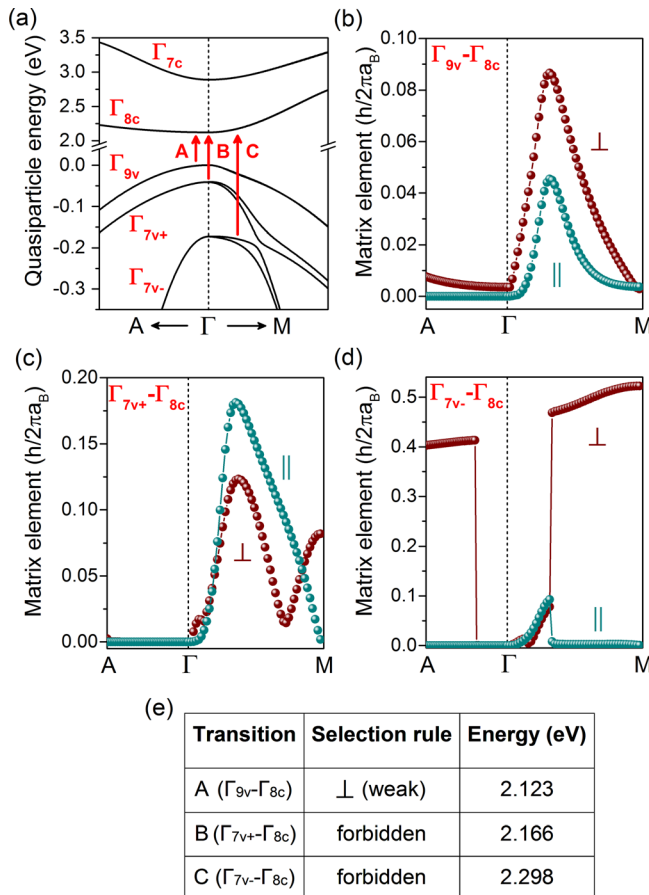 (a)
3.5
3.0
2.5
2.0
0.0
-0.1
-0.2
-0.3
Quasiparticle energy (eV)
Γ7c
Γ8c
Γ9v
Γ7v+
Γ7v-
A
B
C
A ← Γ → M
(b)
Γ9v-Γ8c
0.10
0.08
0.06
0.04
0.02
0.00
Matrix element (h/2πaB)
⊥
||
A Γ M
(c)
Γ7v+-Γ8c
0.20
0.15
0.10
0.05
0.00
Matrix element (h/2πaB)
||
⊥
A Γ M
(d)
Γ7v--Γ8c
0.5
0.4
0.3
0.2
0.1
0.0
Matrix element (h/2πaB)
⊥
||
A Γ M
(e)
Transition Selection rule Energy (eV)
A (Γ9v-Γ8c) ⊥ (weak) 2.123
B (Γ7v+-Γ8c) forbidden 2.166
C (Γ7v--Γ8c) forbidden 2.298